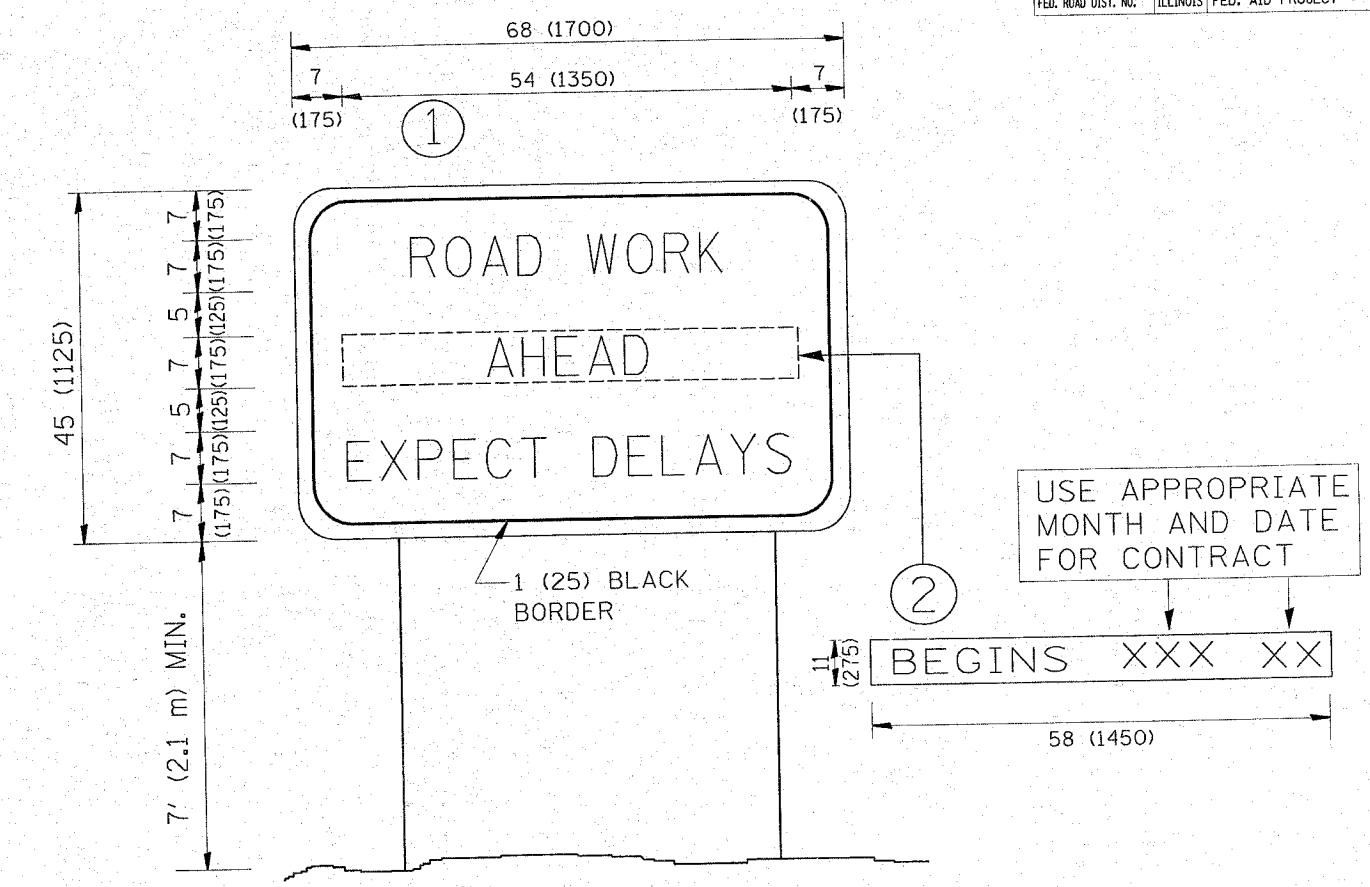 FED. ROAD DIST. NO. ILLINOIS FED. AID PROJECT
68 (1700)
7 54 (1350) 7
(175) (175)
1
45 (1125)
7 (175)
7 (175)
5 (125)
7 (175)
5 (125)
7 (175)
7 (175)
ROAD WORK
AHEAD
EXPECT DELAYS
1 (25) BLACK
BORDER
7' (2.1 m) MIN.
2
USE APPROPRIATE
MONTH AND DATE
FOR CONTRACT
11
(275)
BEGINS XXX XX
58 (1450)